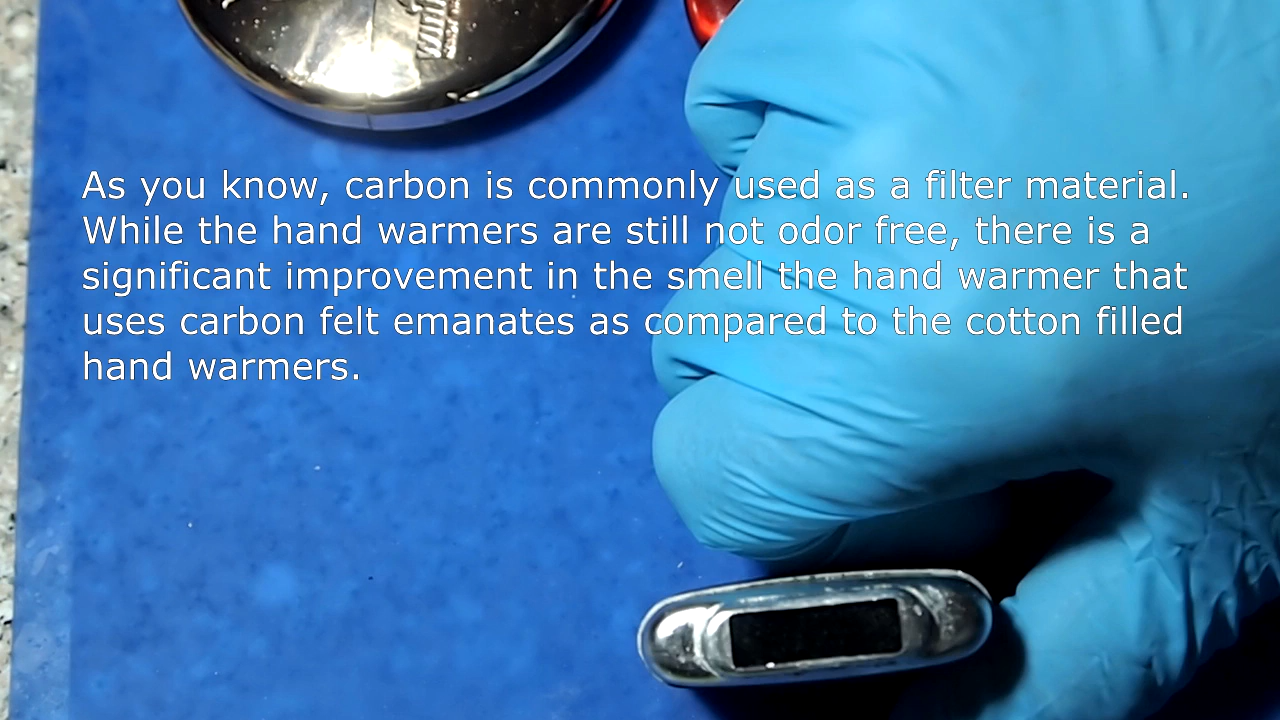 As you know, carbon is commonly used as a filter material.
While the hand warmers are still not odor free, there is a
significant improvement in the smell the hand warmer that
uses carbon felt emanates as compared to the cotton filled
hand warmers.